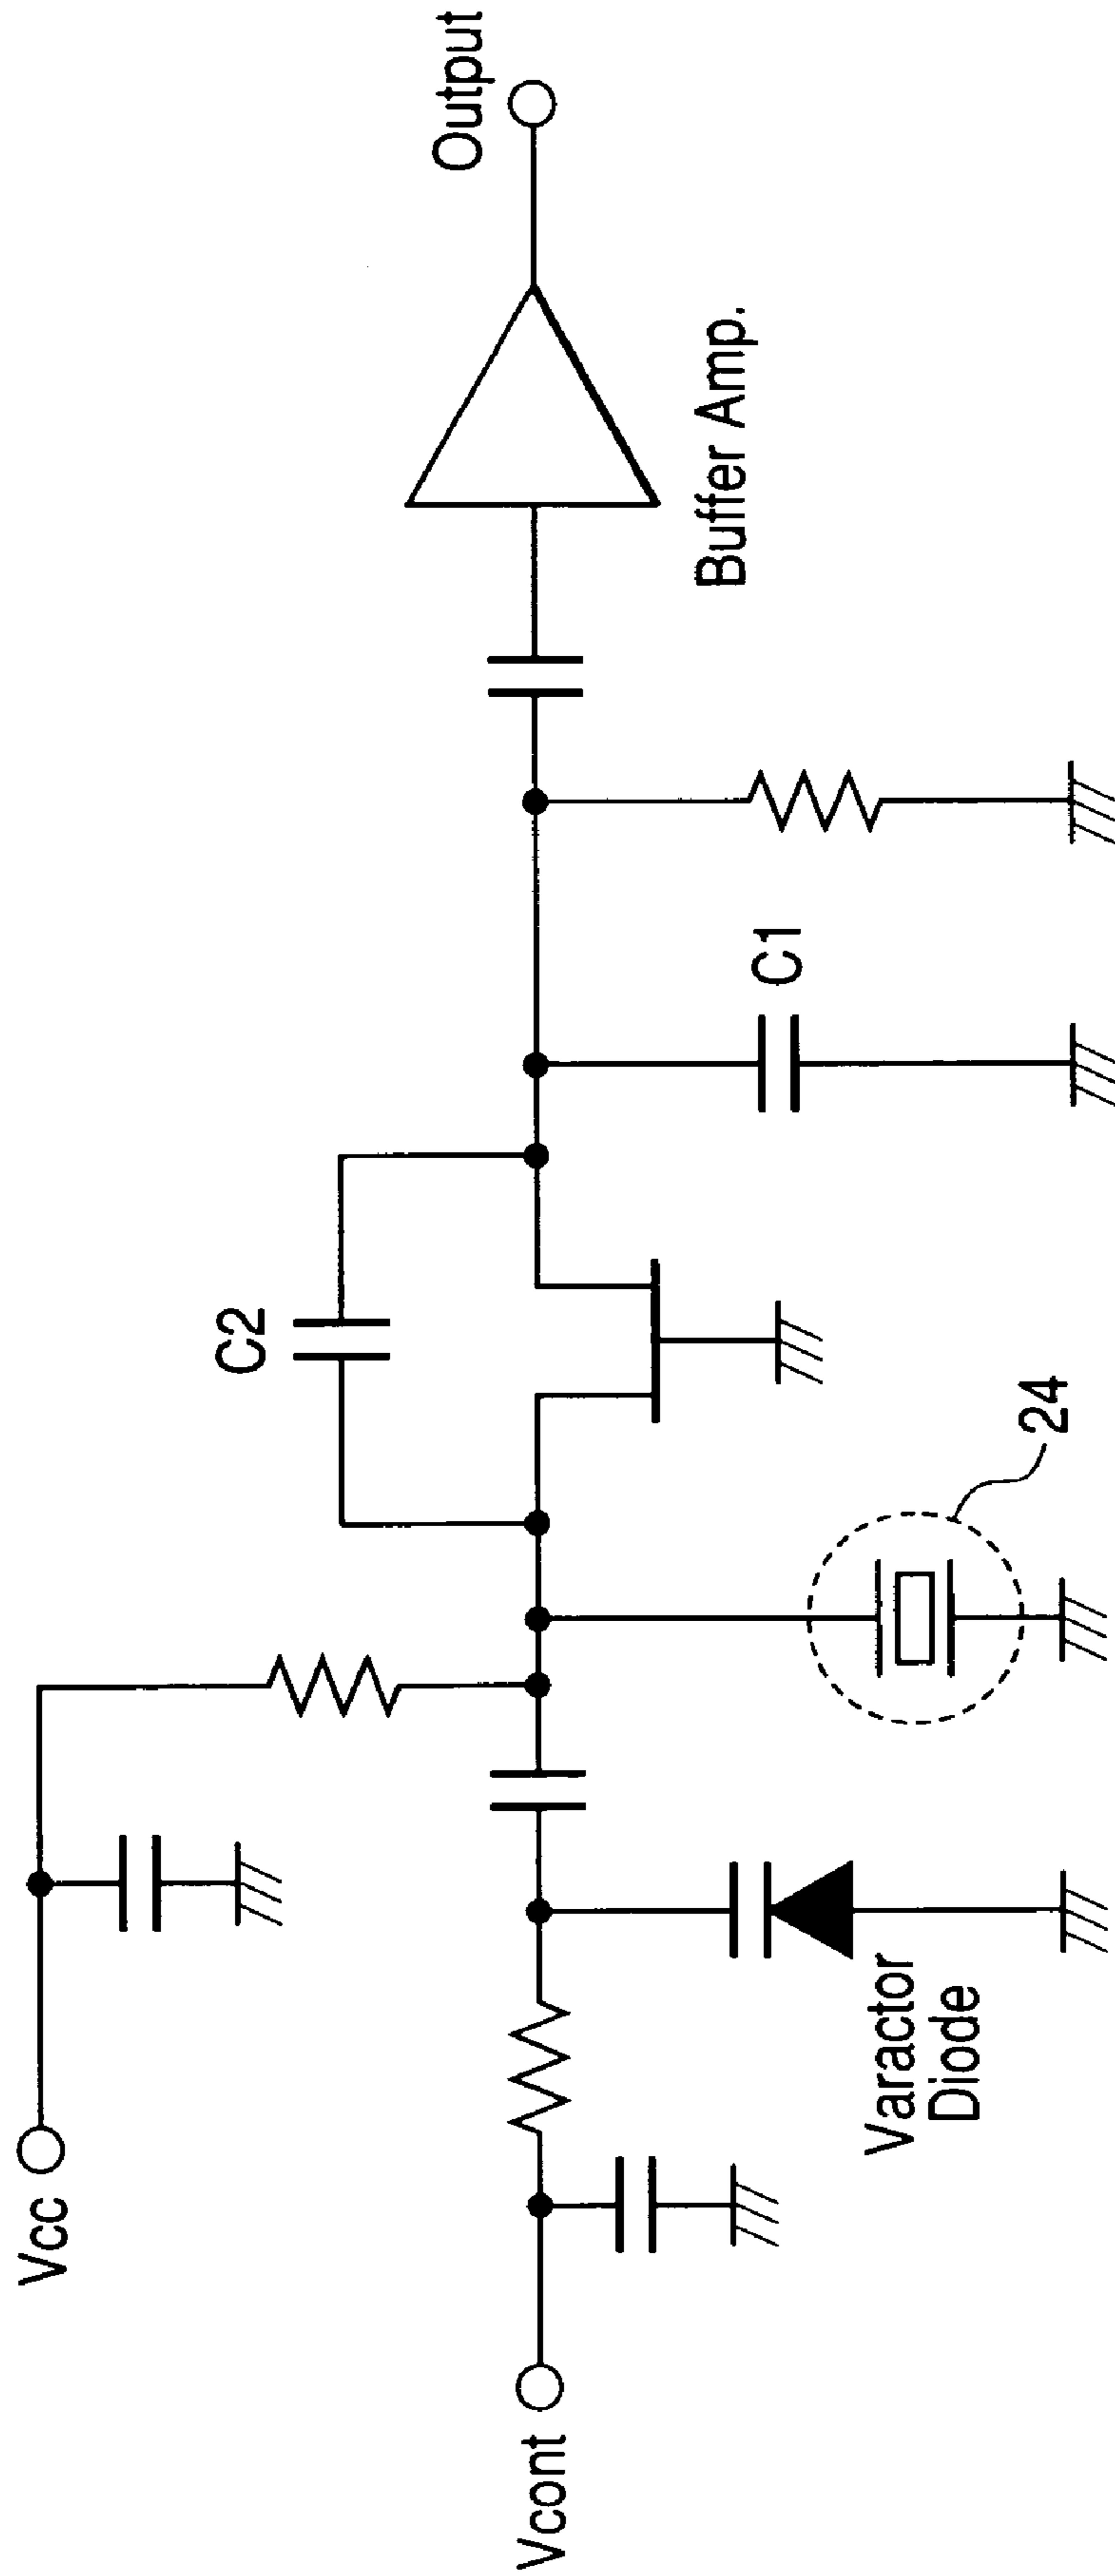 Vcc
Vcont
Varactor
Diode
24
C2
C1
Buffer Amp.
Output